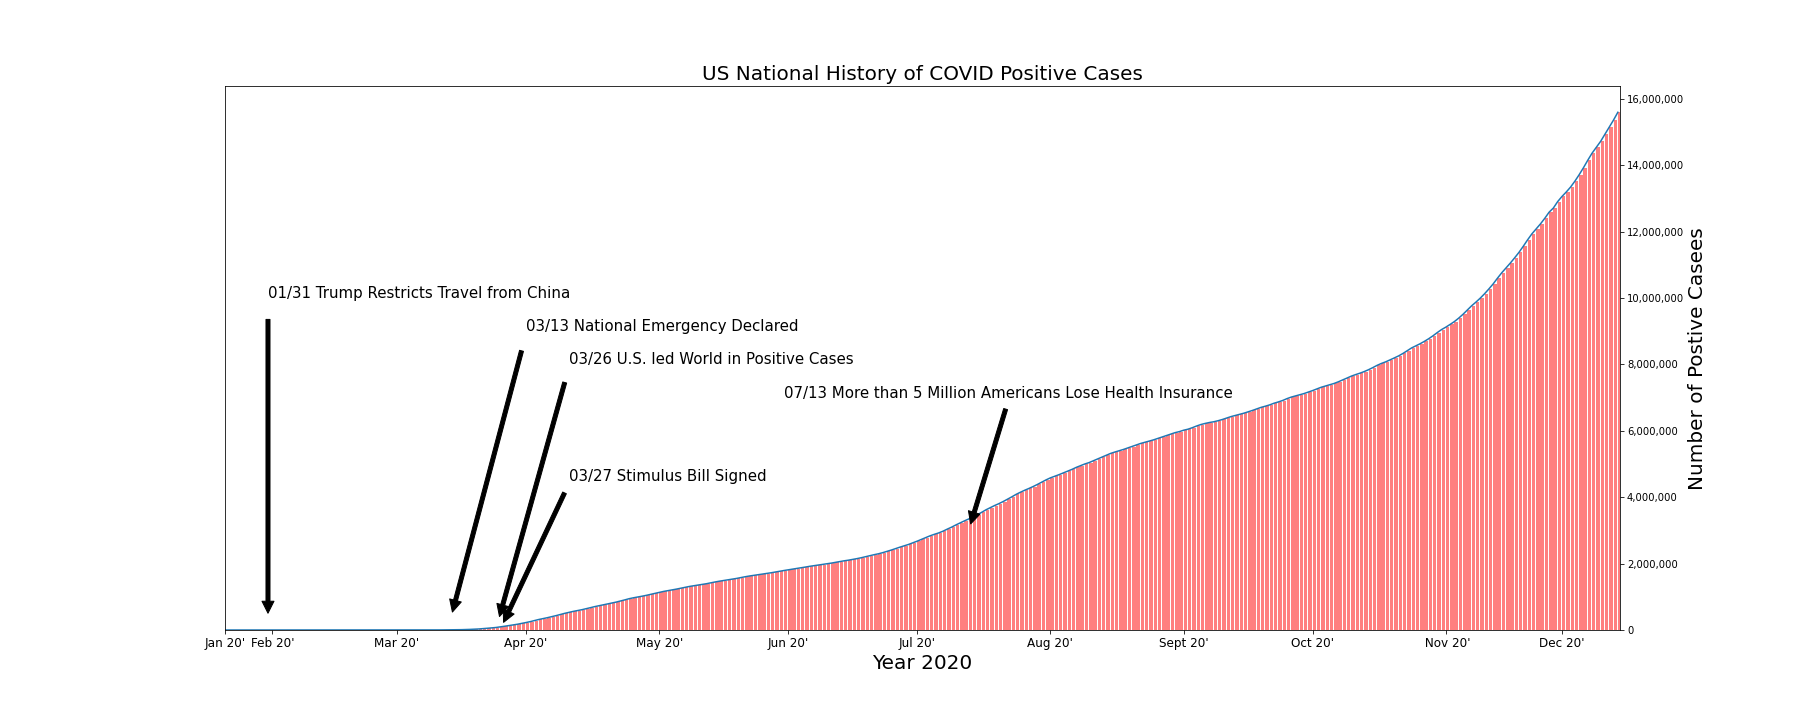 US National History of COVID Positive Cases
16,000,000
14,000,000
12,000,000
10,000,000
8,000,000
6,000,000
4,000,000
2,000,000
0
Number of Postive Casees
01/31 Trump Restricts Travel from China
03/13 National Emergency Declared
03/26 U.S. led World in Positive Cases
07/13 More than 5 Million Americans Lose Health Insurance
03/27 Stimulus Bill Signed
Jan 20' Feb 20' Mar 20' Apr 20' May 20' Jun 20' Jul 20' Aug 20' Sept 20' Oct 20' Nov 20' Dec 20'
Year 2020